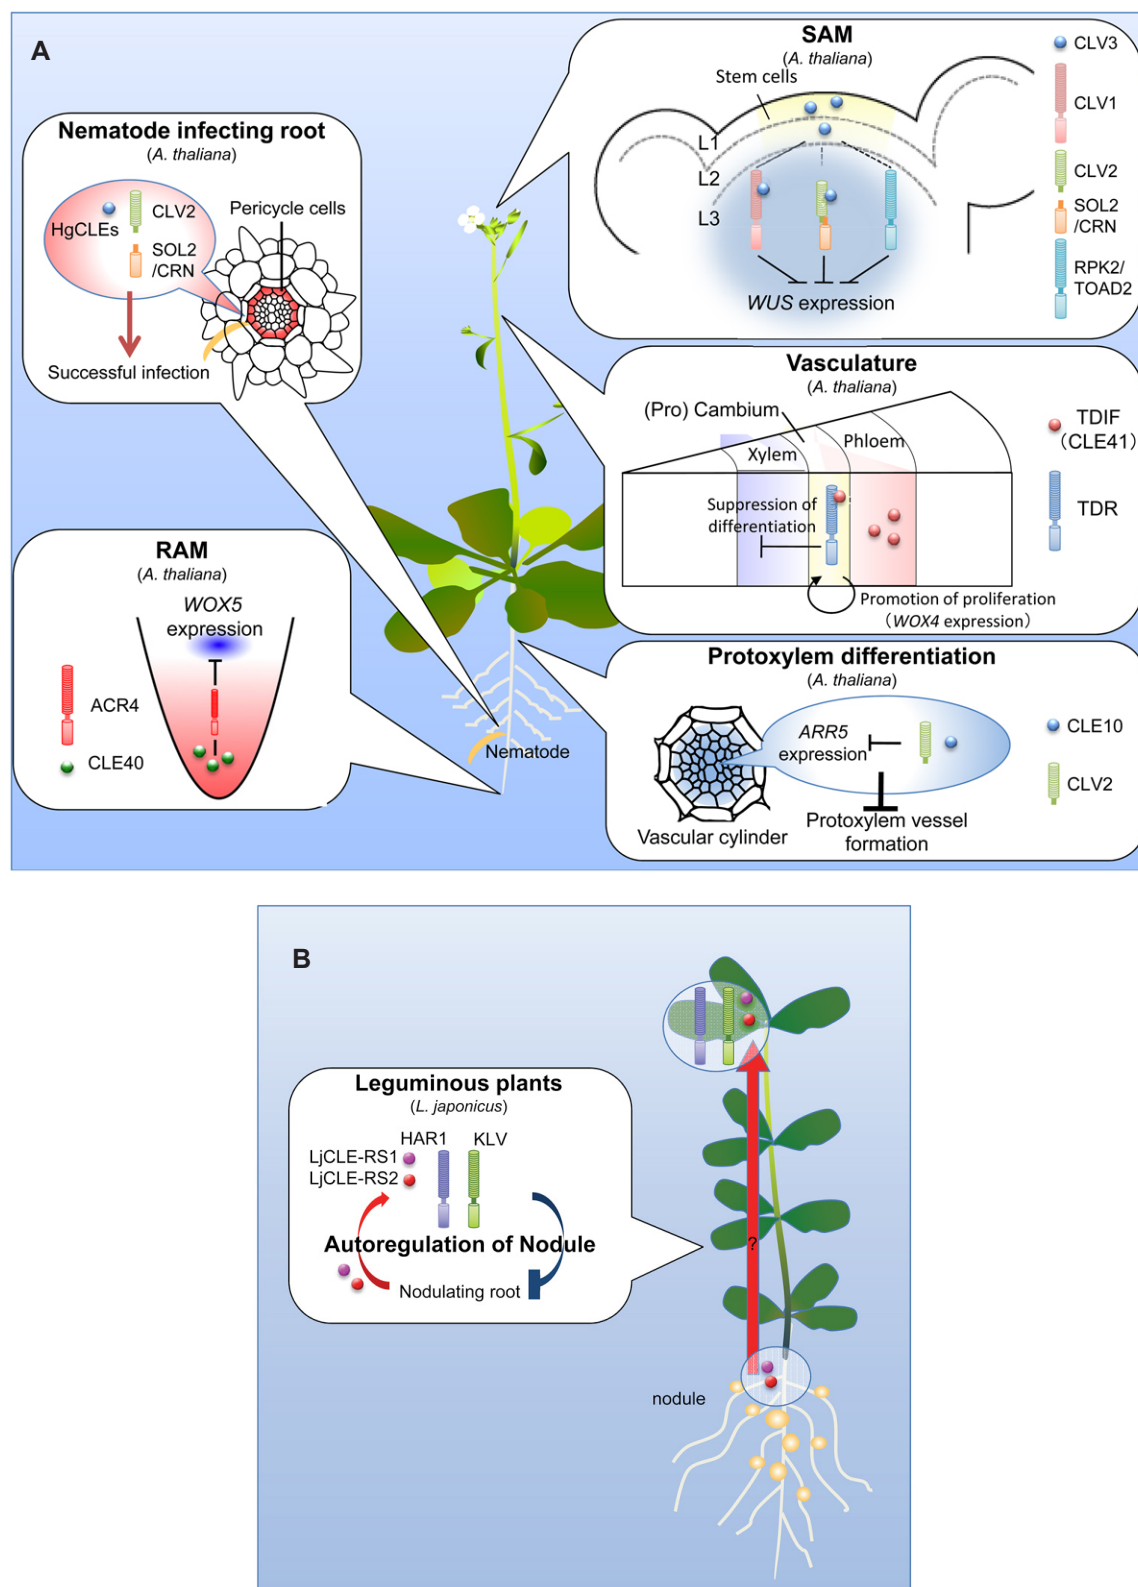 A
Nematode infecting root
(A. thaliana)
HgCLEs
CLV2
SOL2
/CRN
Pericycle cells
Successful infection
SAM
(A. thaliana)
Stem cells
L1
L2
L3
WUS expression
CLV3
CLV1
CLV2
SOL2
/CRN
RPK2/
TOAD2
Vasculature
(A. thaliana)
(Pro) Cambium
Phloem
Xylem
Suppression of
differentiation
Promotion of proliferation
(WOX4 expression)
TDIF
(CLE41)
TDR
RAM
(A. thaliana)
WOX5
expression
ACR4
CLE40
Nematode
Protoxylem differentiation
(A. thaliana)
ARR5
expression
Vascular cylinder
Protoxylem vessel
formation
CLE10
CLV2
B
Leguminous plants
(L. japonicus)
HAR1 KLV
LjCLE-RS1
LjCLE-RS2
Autoregulation of Nodule
Nodulating root
?
nodule